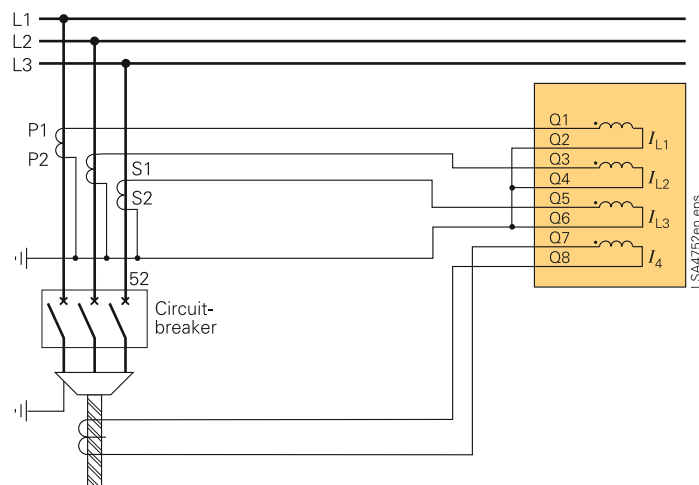 L1
L2
L3
P1
P2
S1
S2
52
Circuit-
breaker
Q1
Q2
Q3
Q4
Q5
Q6
Q7
Q8
IL1
IL2
IL3
I4
LSA4752en.eps